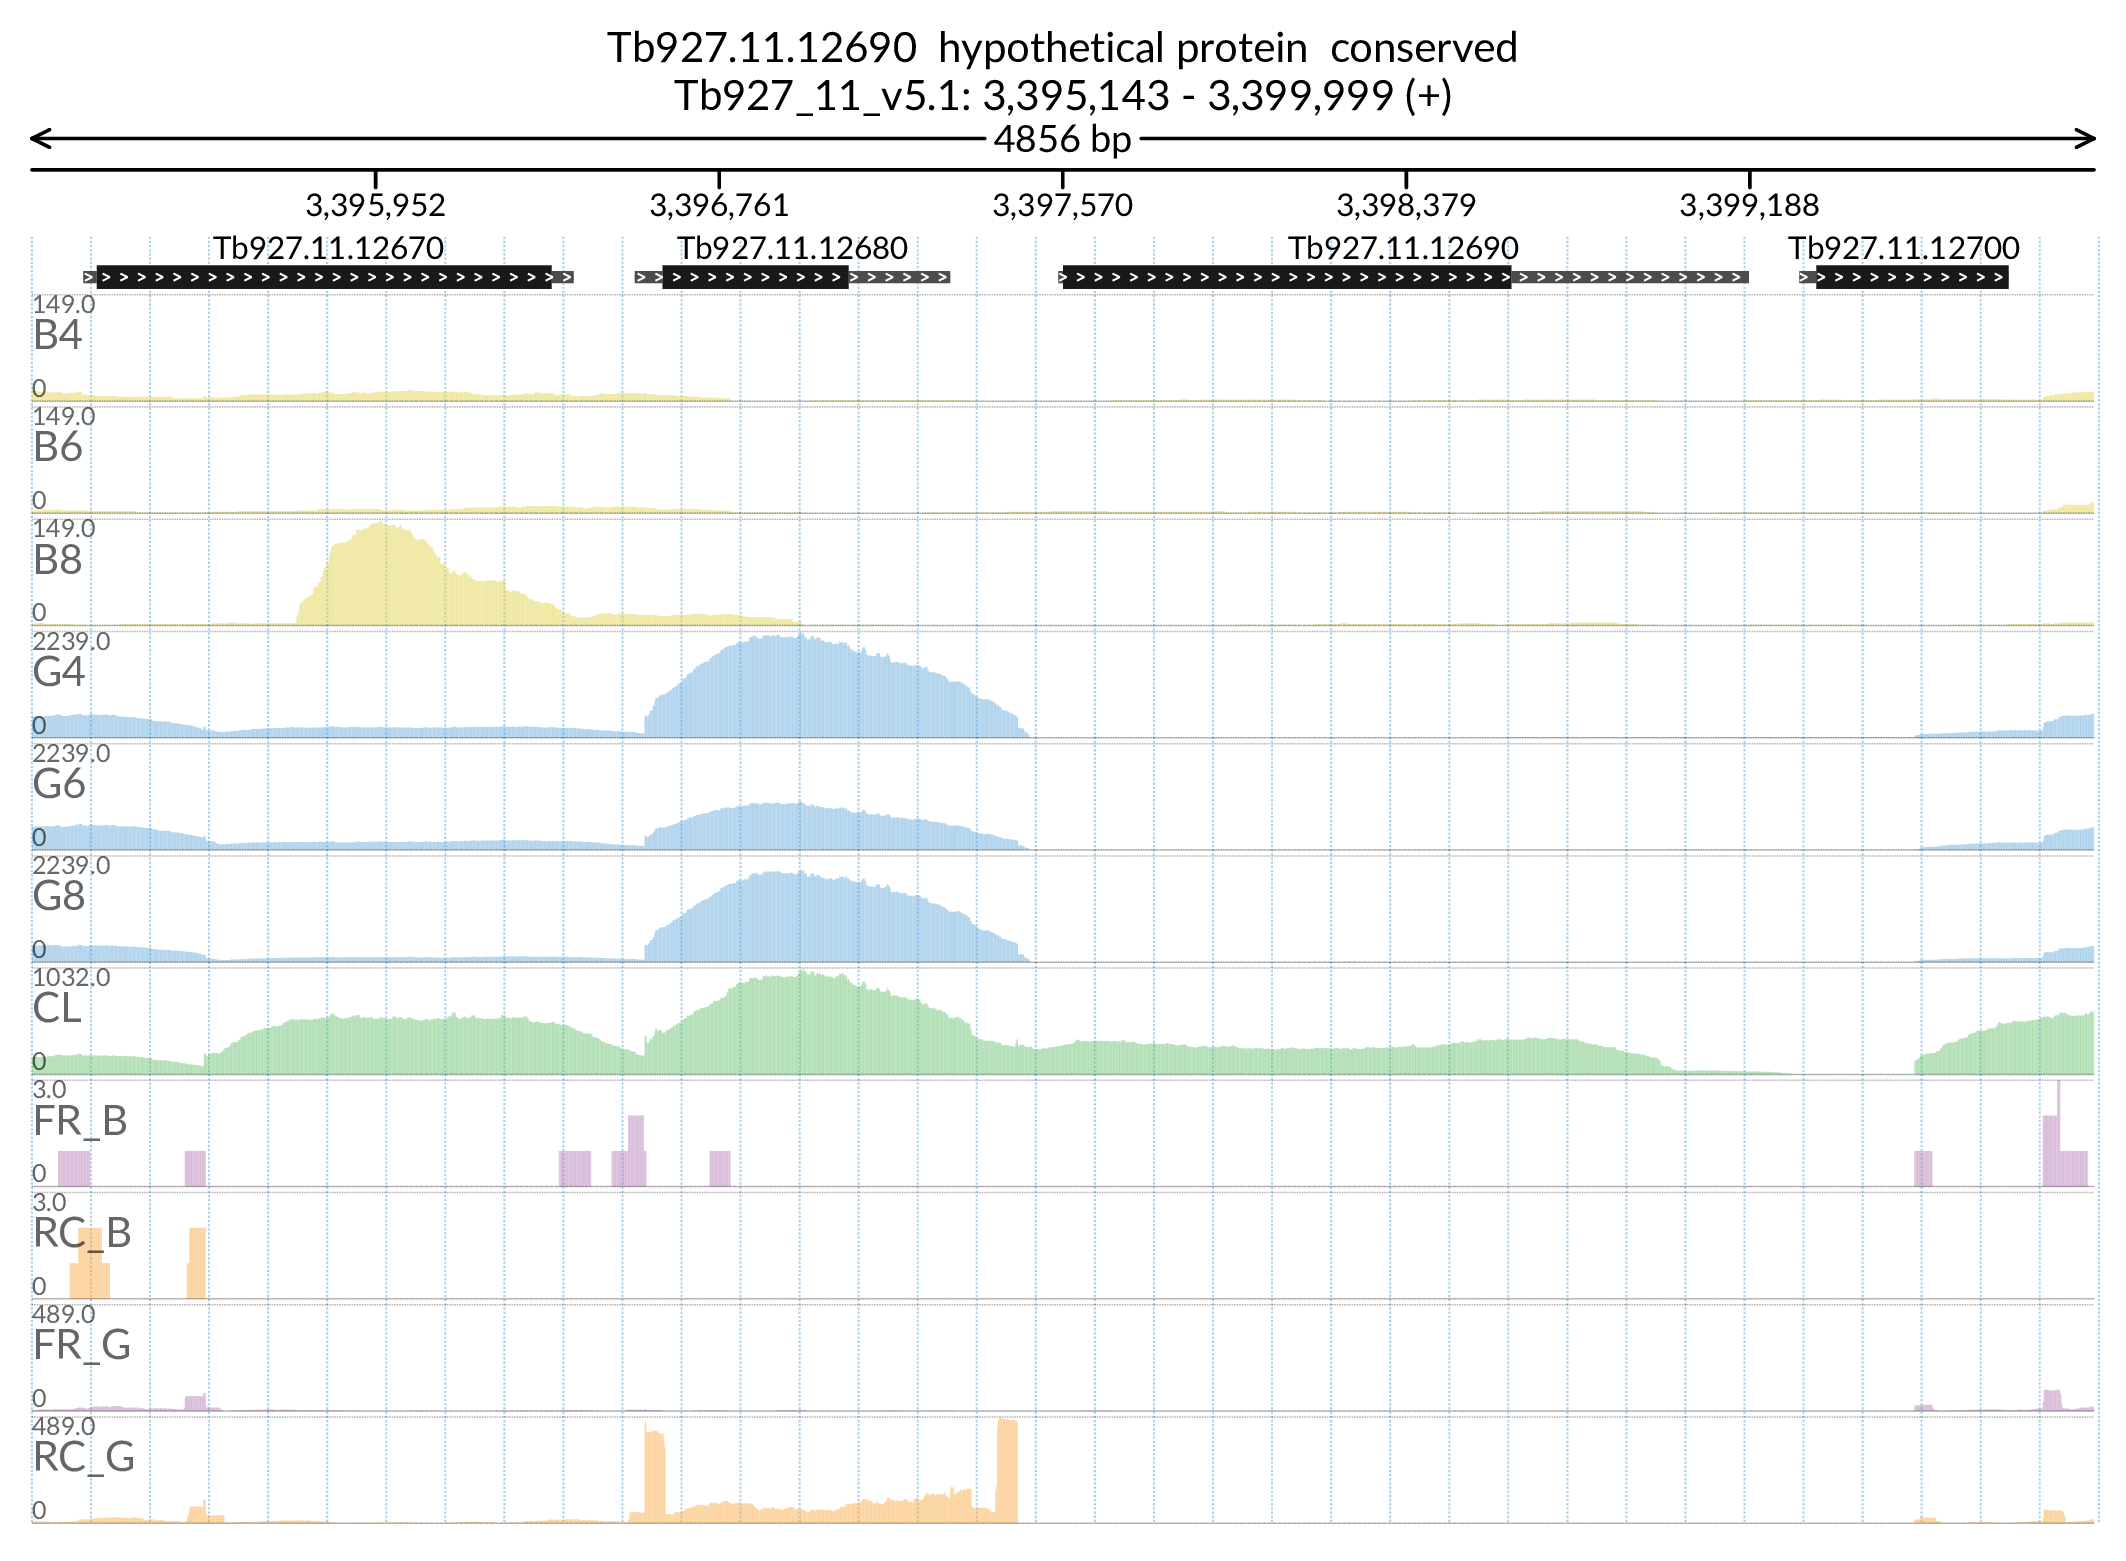 Tb927.11.12690 hypothetical protein conserved
Tb927_11_v5.1: 3,395,143 - 3,399,999 (+)
4856 bp
3,395,952 3,396,761 3,397,570 3,398,379 3,399,188
Tb927.11.12670 Tb927.11.12680 Tb927.11.12690 Tb927.11.12700
149.0
B4
0
149.0
B6
0
149.0
B8
0
2239.0
G4
0
2239.0
G6
0
2239.0
G8
0
1032.0
CL
0
3.0
FR_B
0
3.0
RC_B
0
489.0
FR_G
0
489.0
RC_G
0